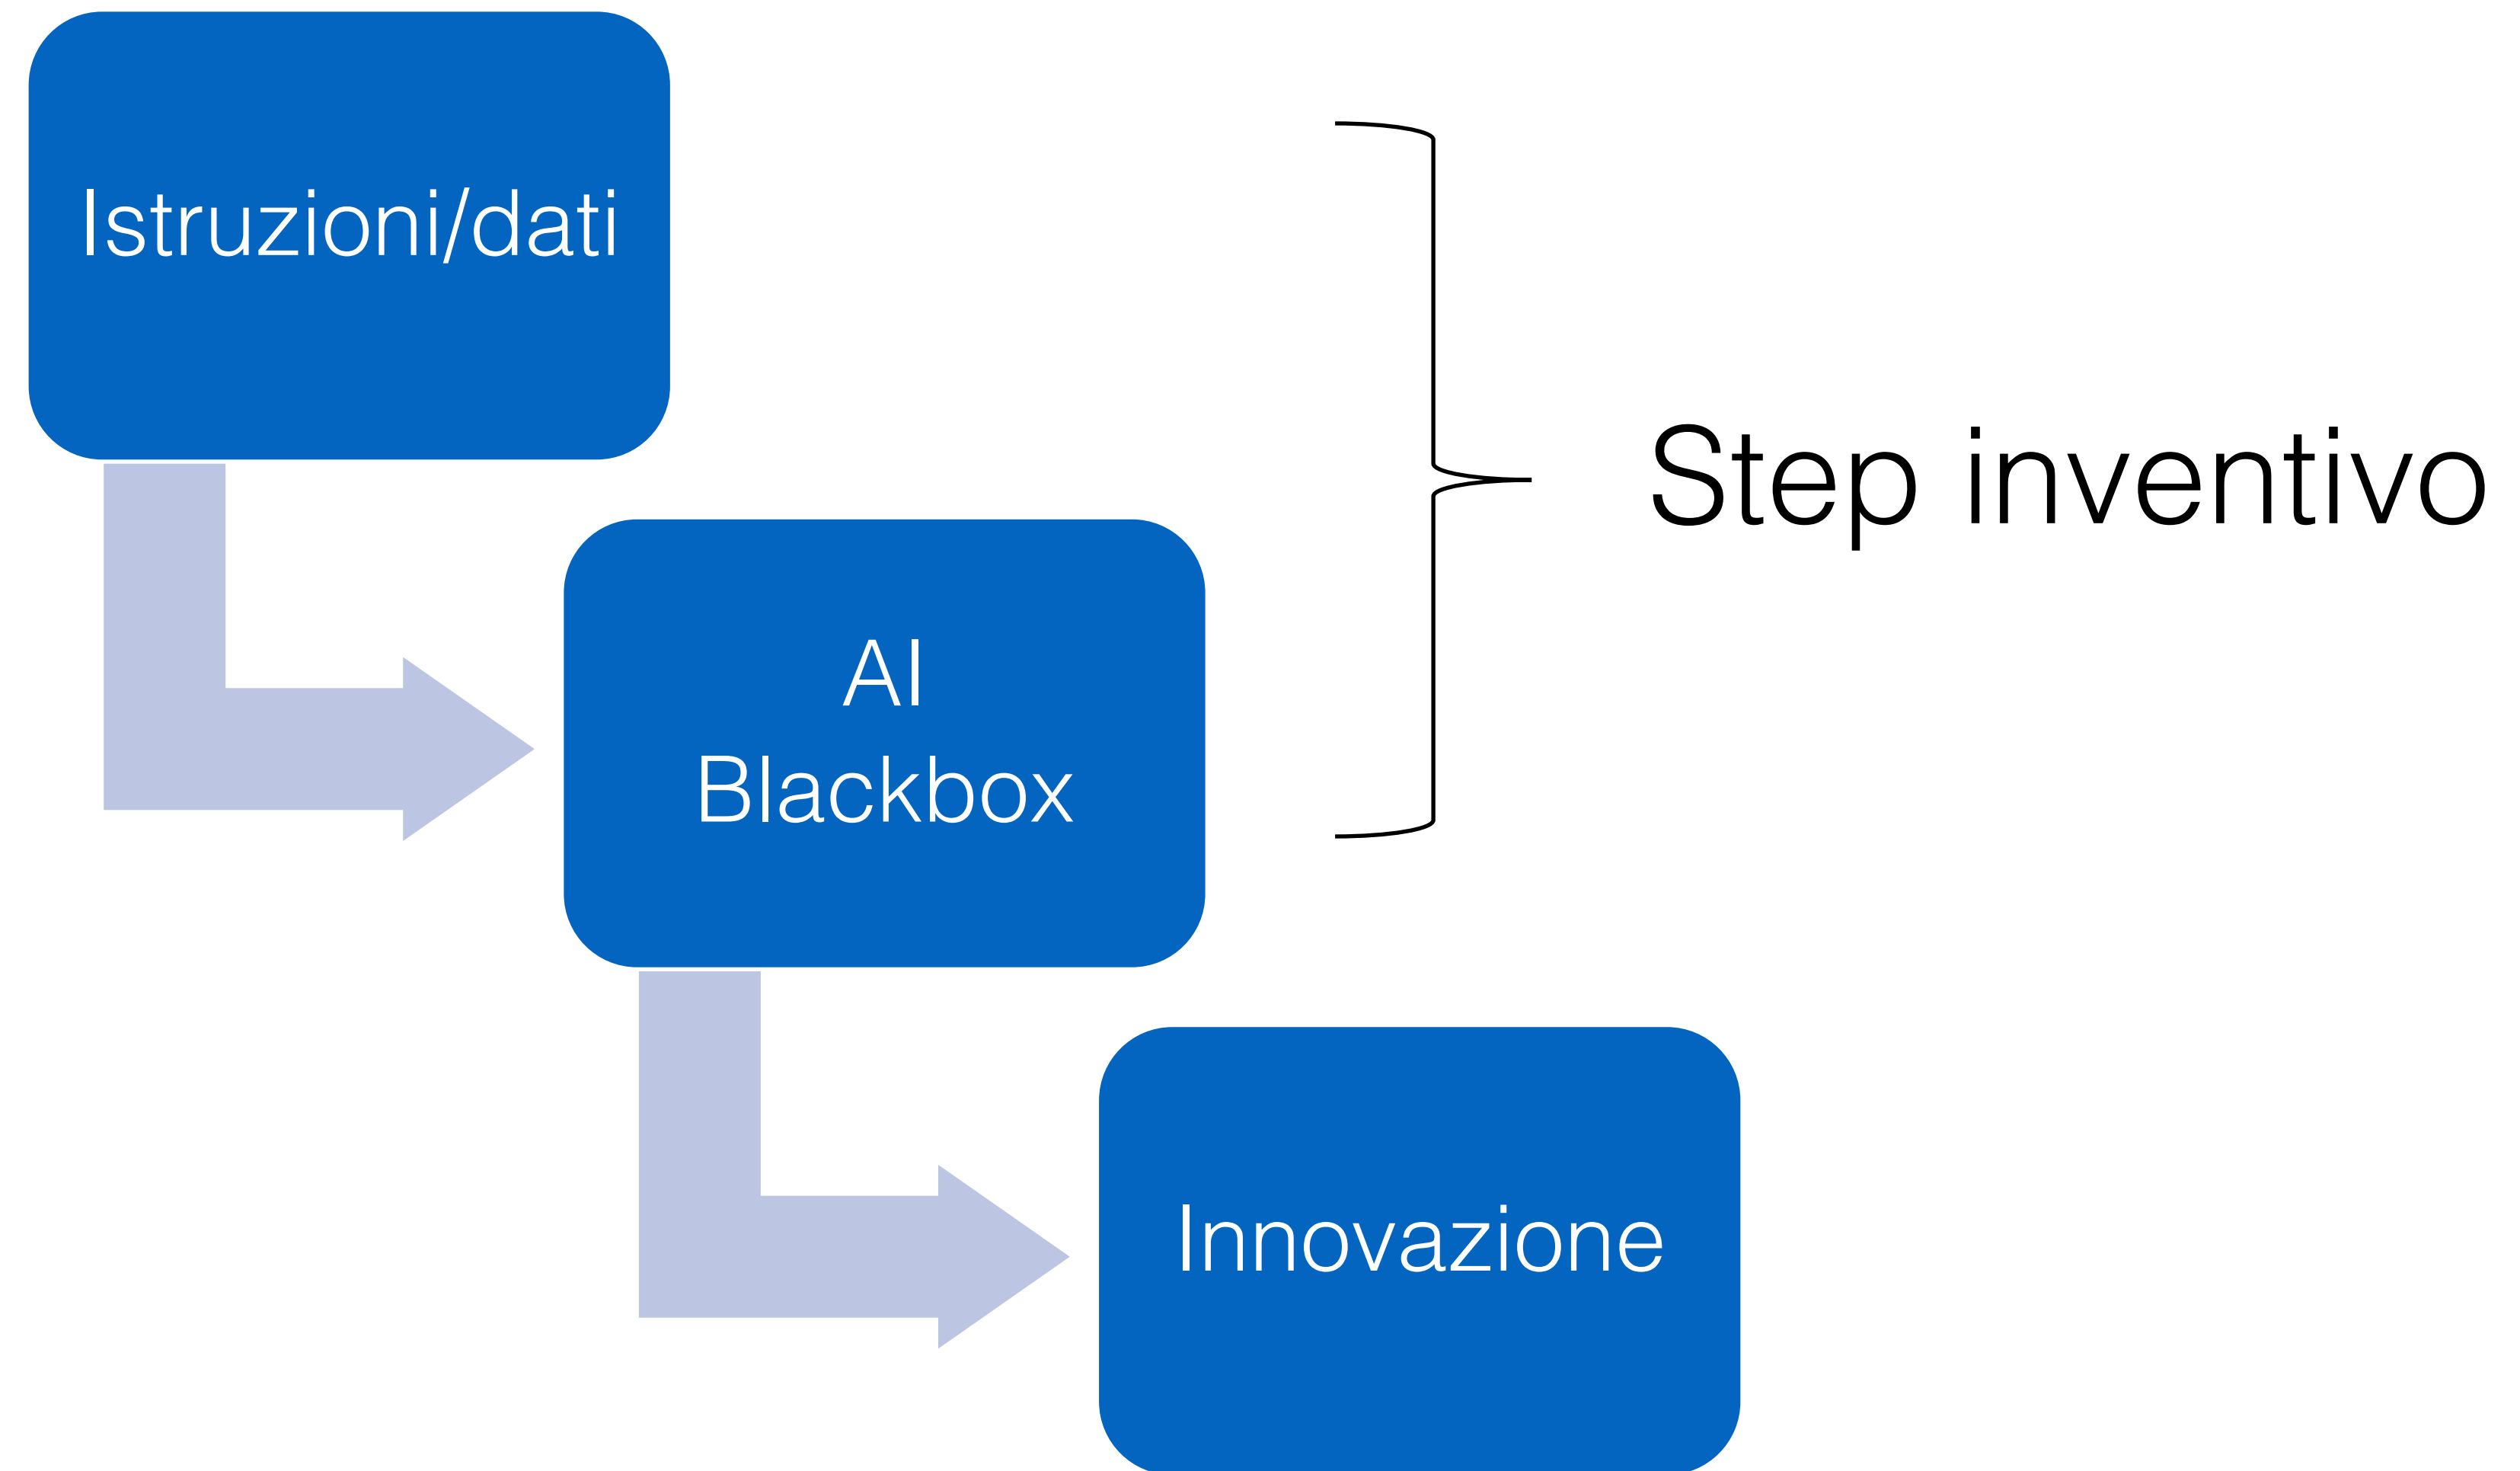 Istruzioni/dati
Step inventivo
AI
Blackbox
Innovazione